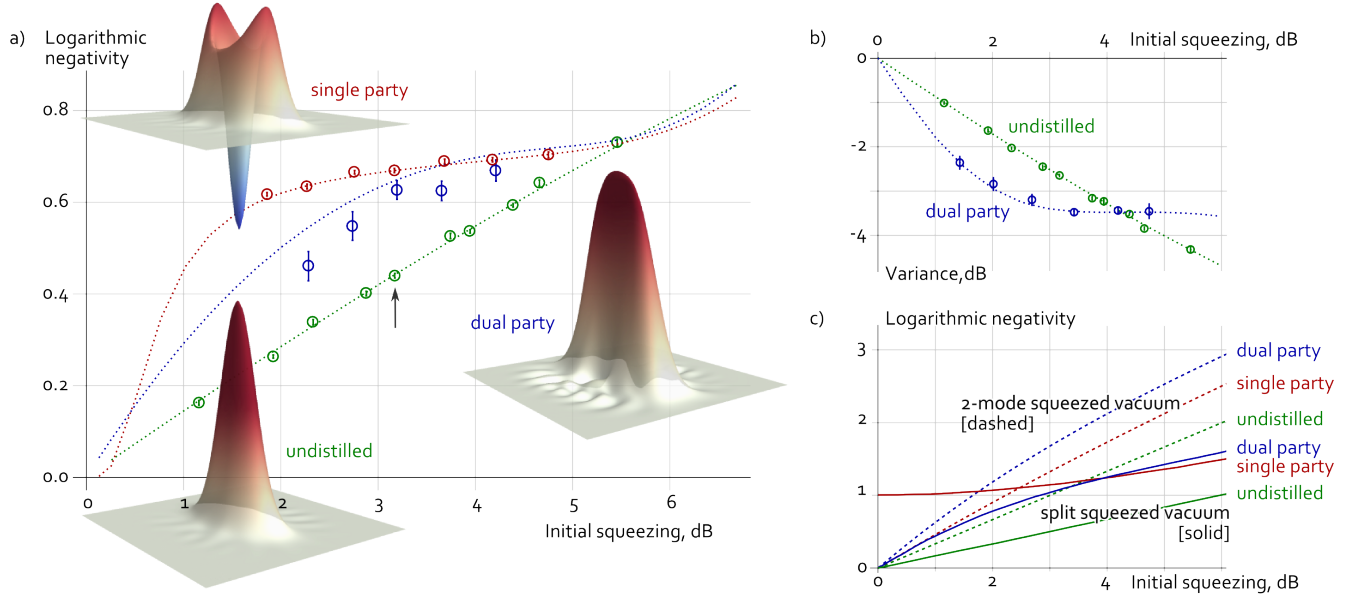 a)
Logarithmic
negativity
single party
0.8
0.6
0.4
0.2
0.0
dual party
undistilled
0 1 2 3 4 5 6
Initial squeezing, dB
b)
0 2 4 Initial squeezing, dB
0
-2
-4
undistilled
dual party
Variance,dB
c)
Logarithmic negativity
3
2
1
0
dual party
single party
undistilled
dual party
single party
undistilled
2-mode squeezed vacuum
[dashed]
split squeezed vacuum
[solid]
0 2 4 Initial squeezing, dB